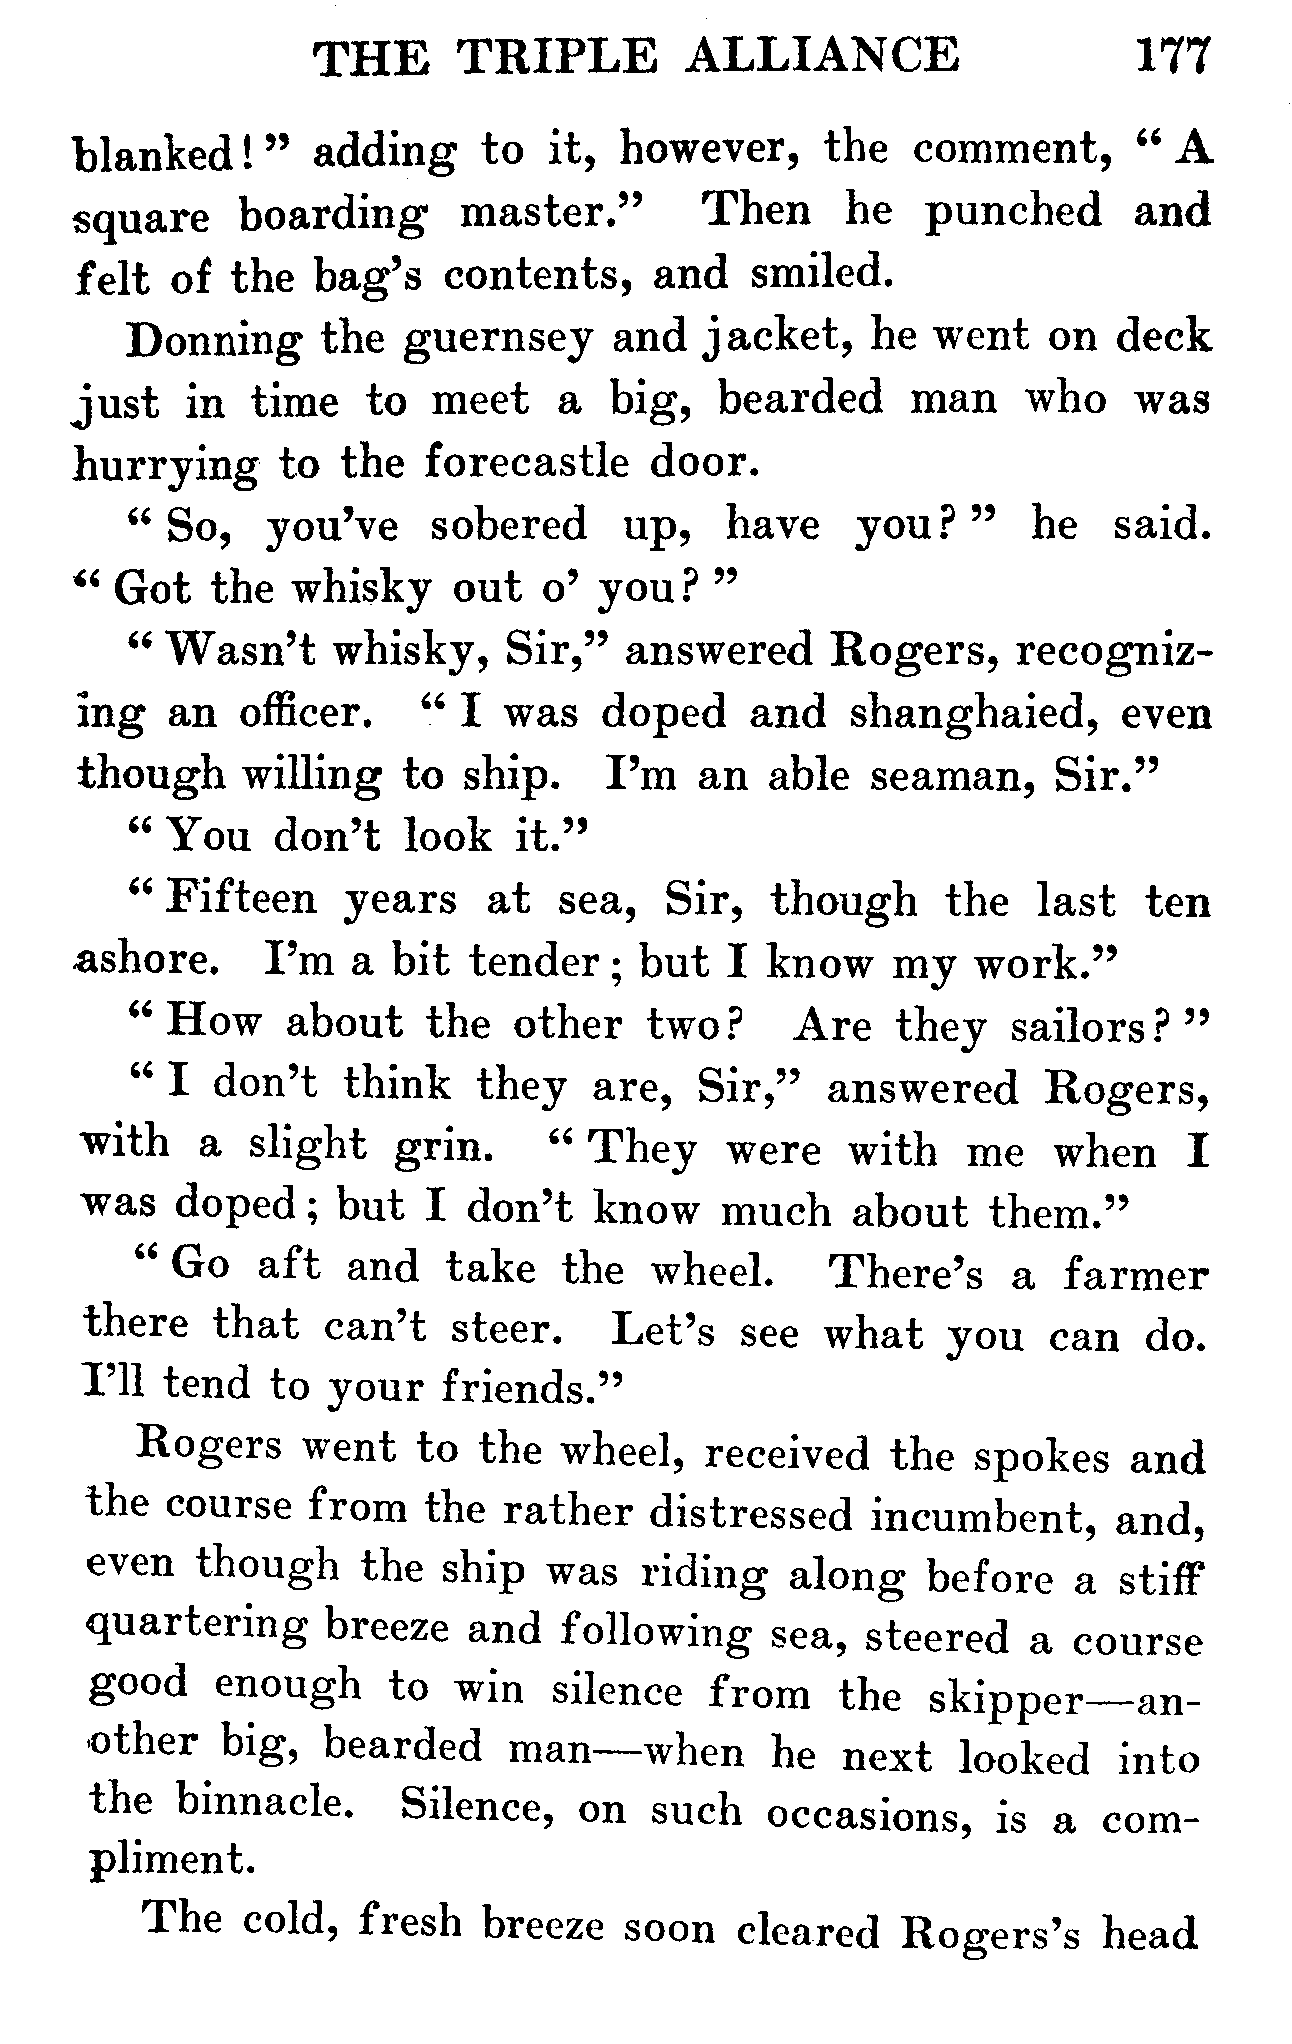 THE TRIPLE ALLIANCE 177
blanked!” adding to it, however, the comment, “A
square boarding master.” Then he punched and
felt of the bag’s contents, and smiled.
Donning the guernsey and jacket, he went on deck
just in time to meet a big, bearded man who was
hurrying to the forecastle door.
“So, you’ve sobered up, have you?” he said.
“Got the whisky out o’ you?”
“Wasn’t whisky, Sir,” answered Rogers, recogniz-
ing an officer. “I was doped and shanghaied, even
though willing to ship. I’m an able seaman, Sir.”
“You don’t look it.”
“Fifteen years at sea, Sir, though the last ten
ashore. I’m a bit tender; but I know my work.”
“How about the other two? Are they sailors?”
“I don’t think they are, Sir,” answered Rogers,
with a slight grin. “They were with me when I
was doped; but I don’t know much about them.”
“Go aft and take the wheel. There’s a farmer
there that can’t steer. Let’s see what you can do.
I’ll tend to your friends.”
Rogers went to the wheel, received the spokes and
the course from the rather distressed incumbent, and,
even though the ship was riding along before a stiff
quartering breeze and following sea, steered a course
good enough to win silence from the skipper—an-
other big, bearded man—when he next looked into
the binnacle. Silence, on such occasions, is a com-
pliment.
The cold, fresh breeze soon cleared Rogers’s head